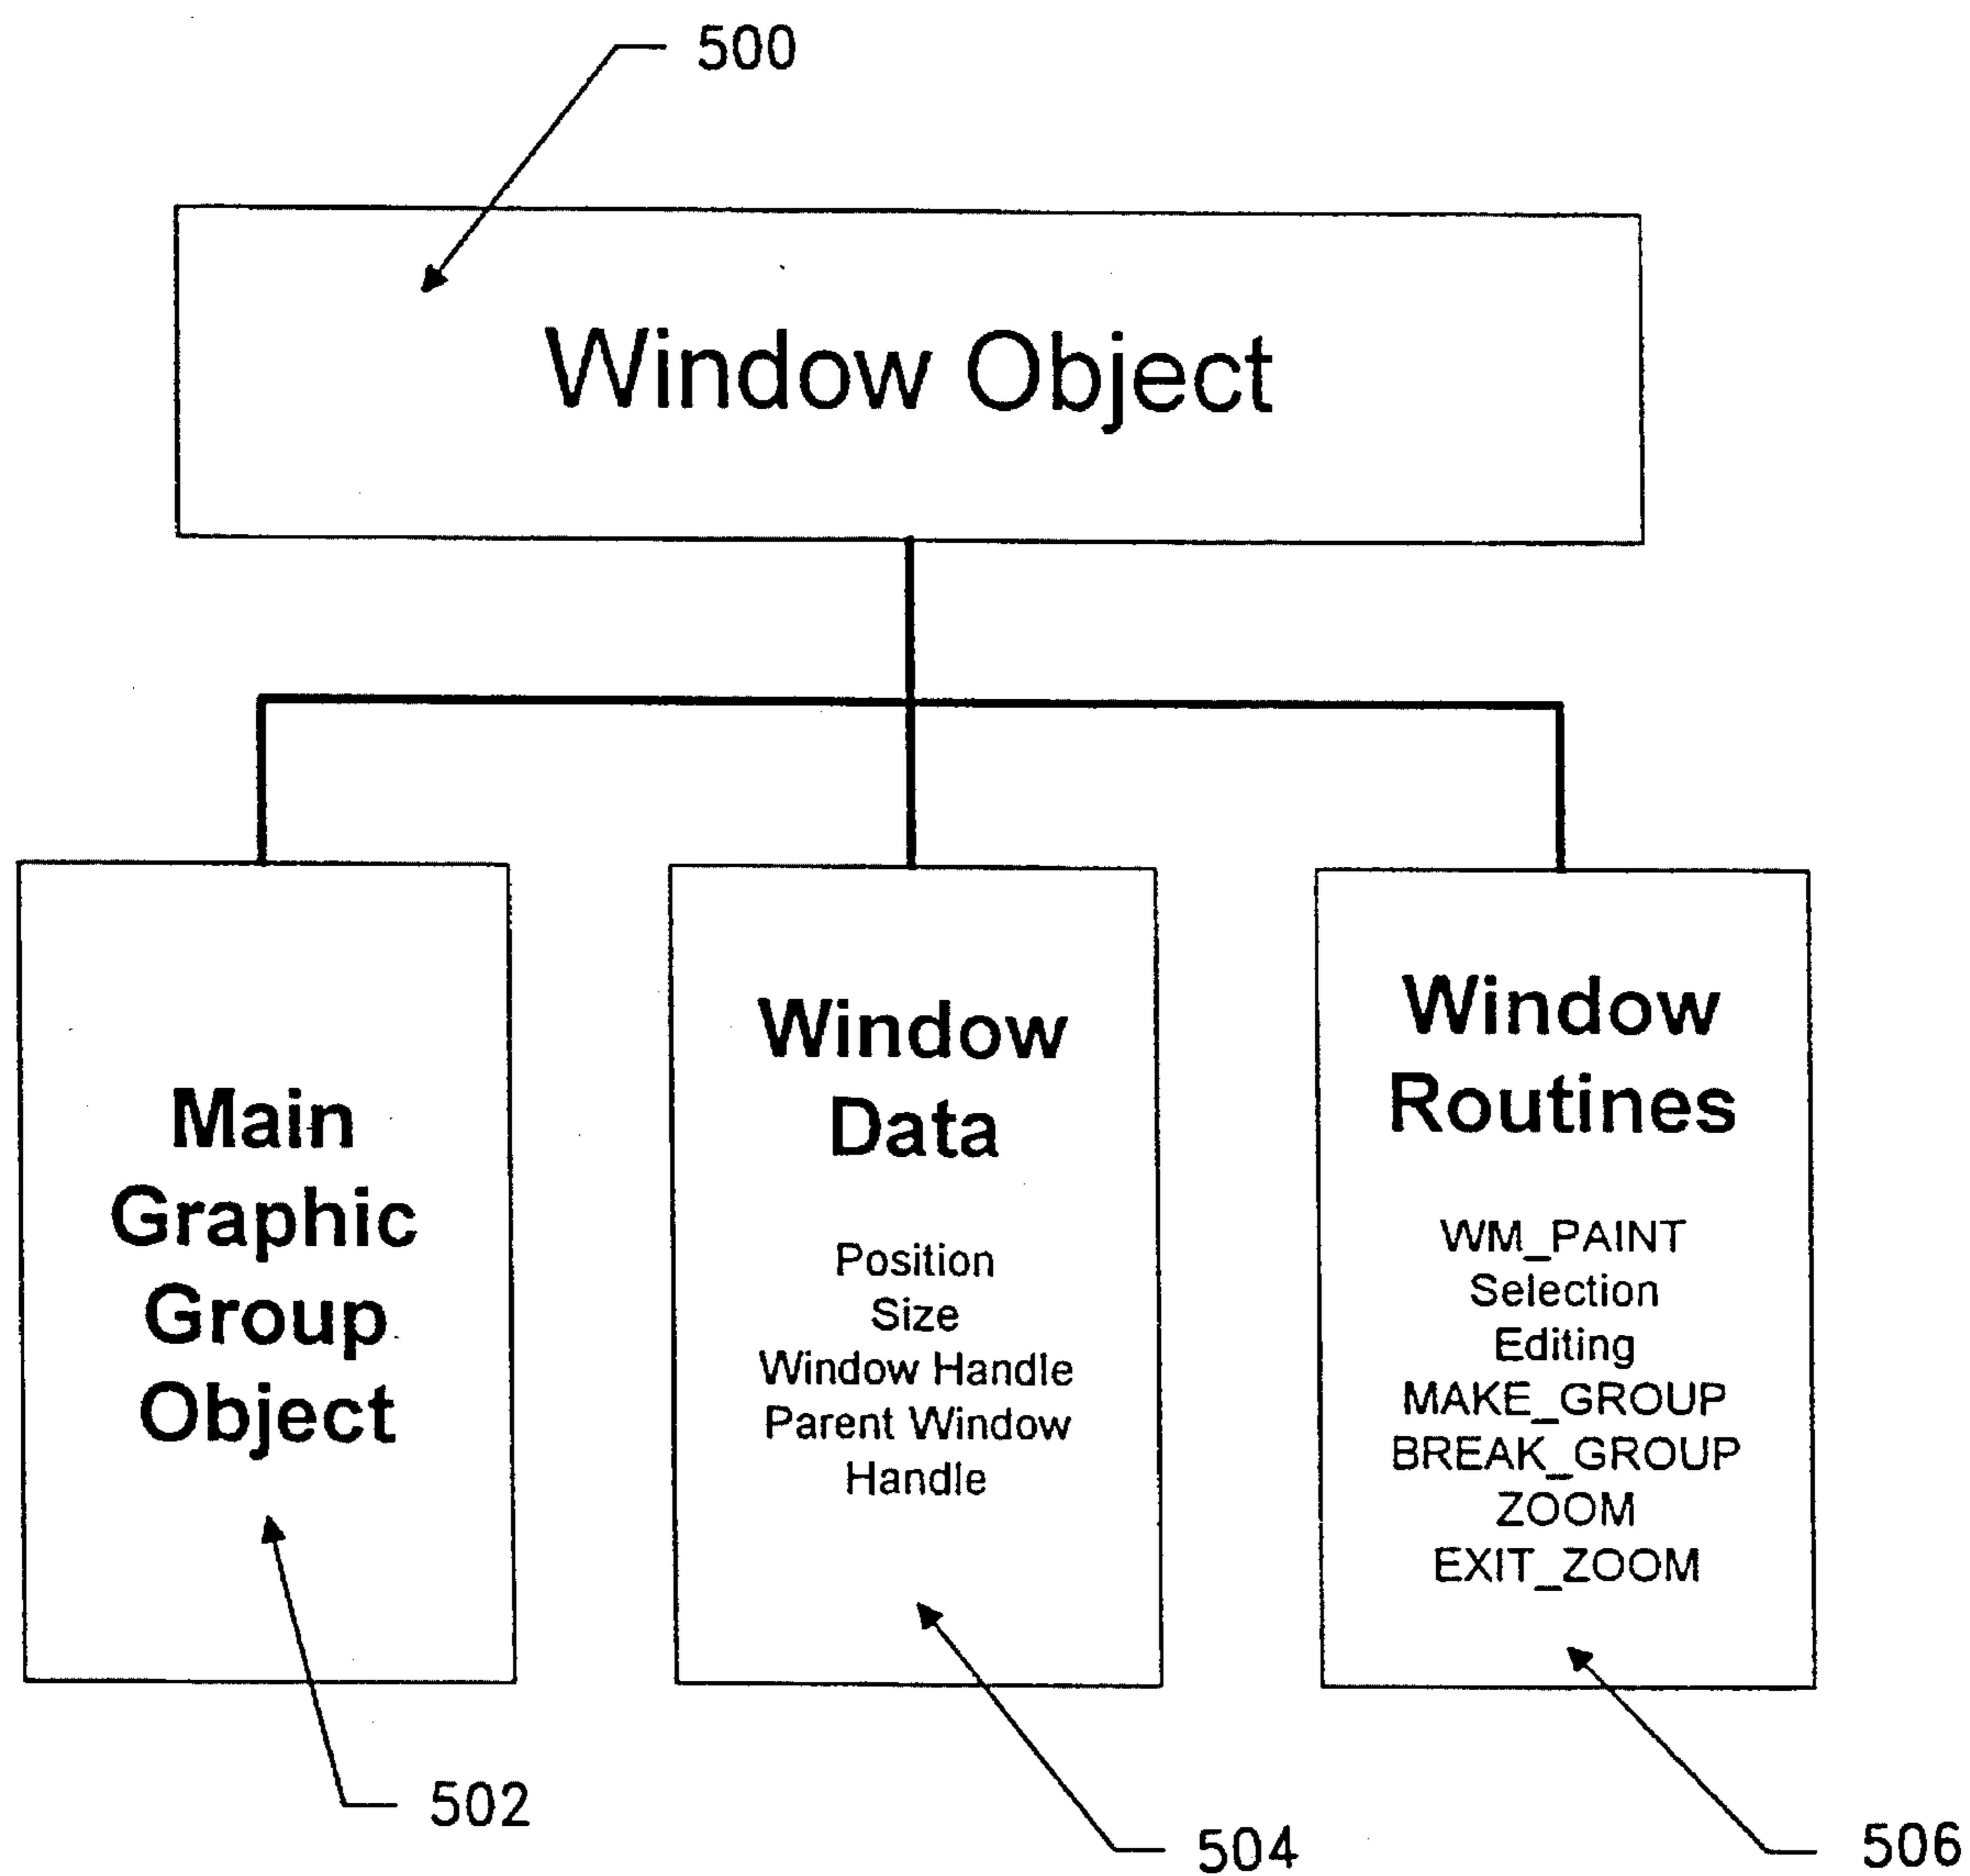 500
Window Object
Main
Graphic
Group
Object
Window
Data
Position
Size
Window Handle
Parent Window
Handle
Window
Routines
WM_PAINT
Selection
Editing
MAKE_GROUP
BREAK_GROUP
ZOOM
EXIT_ZOOM
502
504
506